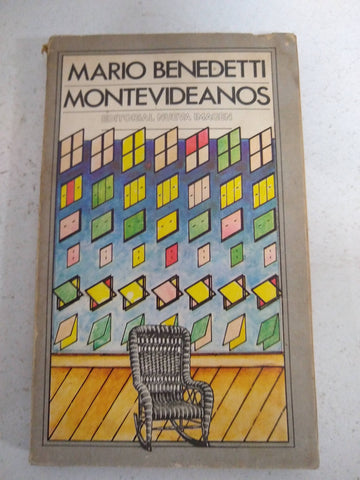 MARIO BENEDETTI
MONTEVIDEANOS
EDITORIAL NUEVA IMAGEN